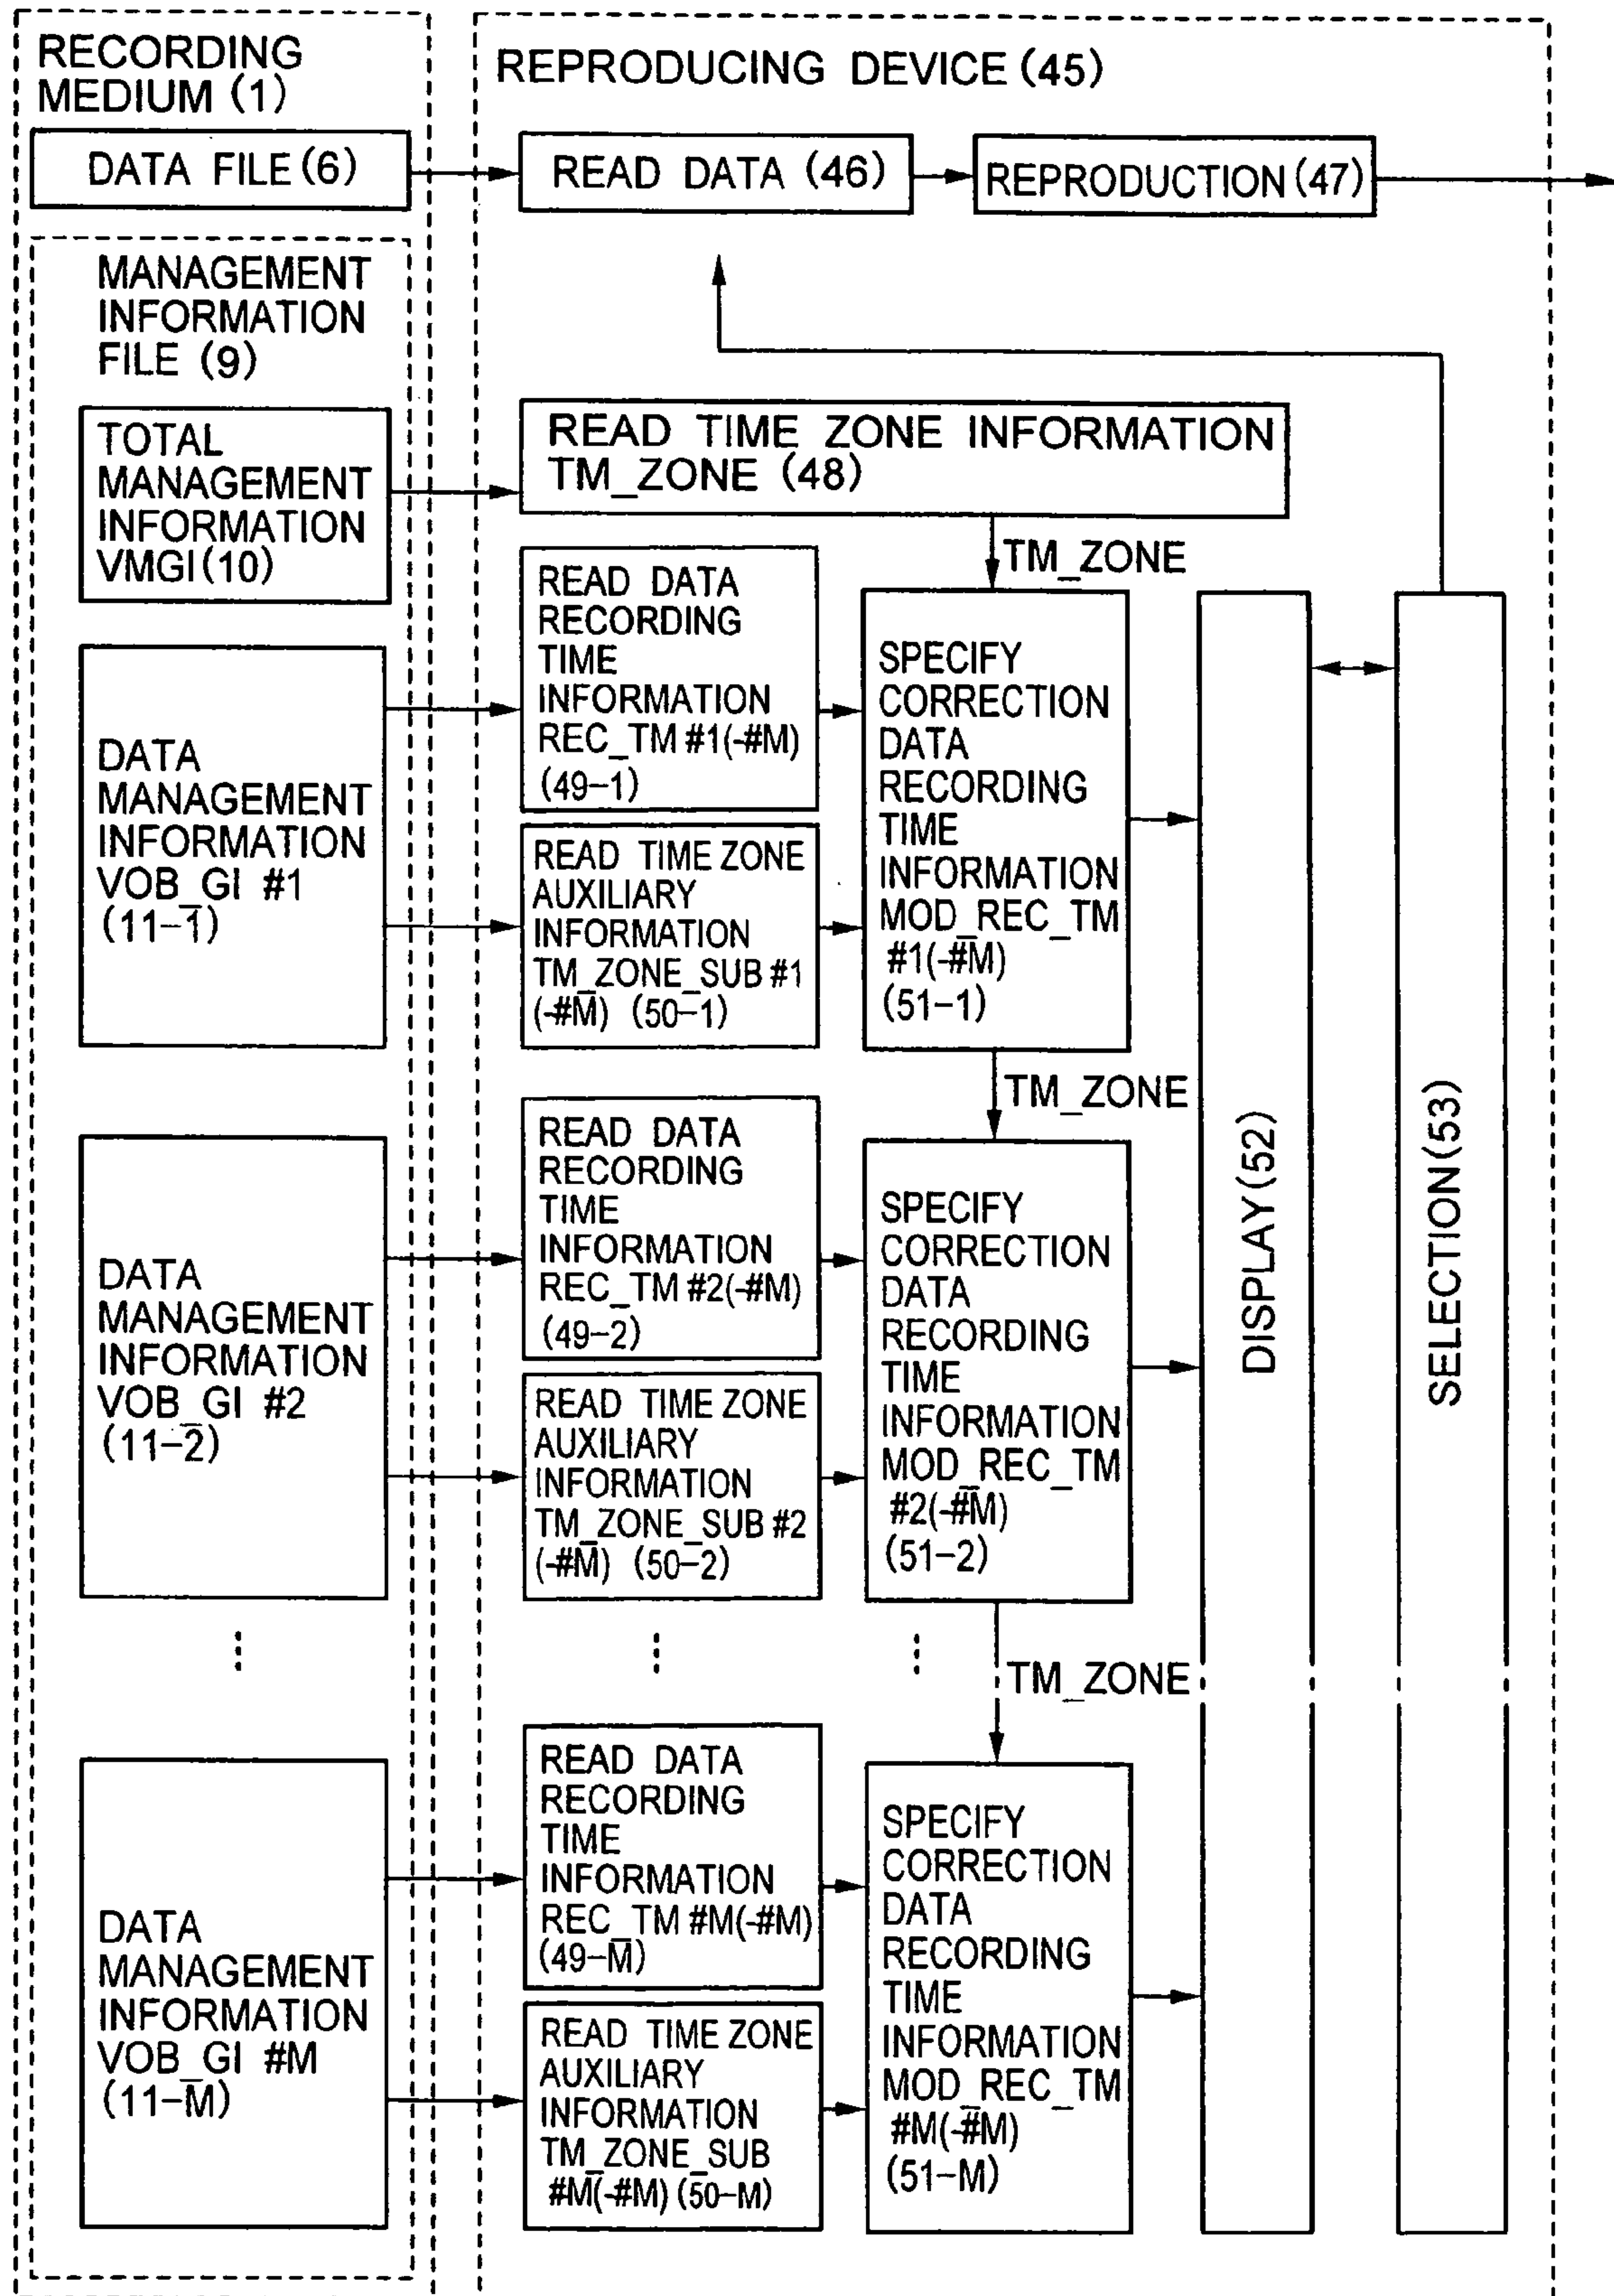 RECORDING
MEDIUM (1)
REPRODUCING DEVICE (45)
DATA FILE (6)
READ DATA (46)
REPRODUCTION (47)
MANAGEMENT
INFORMATION
FILE (9)
TOTAL
MANAGEMENT
INFORMATION
VMGI (10)
READ TIME ZONE INFORMATION
TM_ZONE (48)
TM_ZONE
DATA
MANAGEMENT
INFORMATION
VOB_GI #1
(11-1)
READ DATA
RECORDING
TIME
INFORMATION
REC_TM #1(-#M)
(49-1)
READ TIME ZONE
AUXILIARY
INFORMATION
TM_ZONE_SUB #1
(-#M) (50-1)
SPECIFY
CORRECTION
DATA
RECORDING
TIME
INFORMATION
MOD_REC_TM
#1(-#M)
(51-1)
TM_ZONE
DATA
MANAGEMENT
INFORMATION
VOB_GI #2
(11-2)
READ DATA
RECORDING
TIME
INFORMATION
REC_TM #2(-#M)
(49-2)
READ TIME ZONE
AUXILIARY
INFORMATION
TM_ZONE_SUB #2
(-#M) (50-2)
SPECIFY
CORRECTION
DATA
RECORDING
TIME
INFORMATION
MOD_REC_TM
#2(-#M)
(51-2)
TM_ZONE
DATA
MANAGEMENT
INFORMATION
VOB_GI #M
(11-M)
READ DATA
RECORDING
TIME
INFORMATION
REC_TM #M(-#M)
(49-M)
READ TIME ZONE
AUXILIARY
INFORMATION
TM_ZONE_SUB
#M(-#M) (50-M)
SPECIFY
CORRECTION
DATA
RECORDING
TIME
INFORMATION
MOD_REC_TM
#M(-#M)
(51-M)
DISPLAY (52)
SELECTION (53)